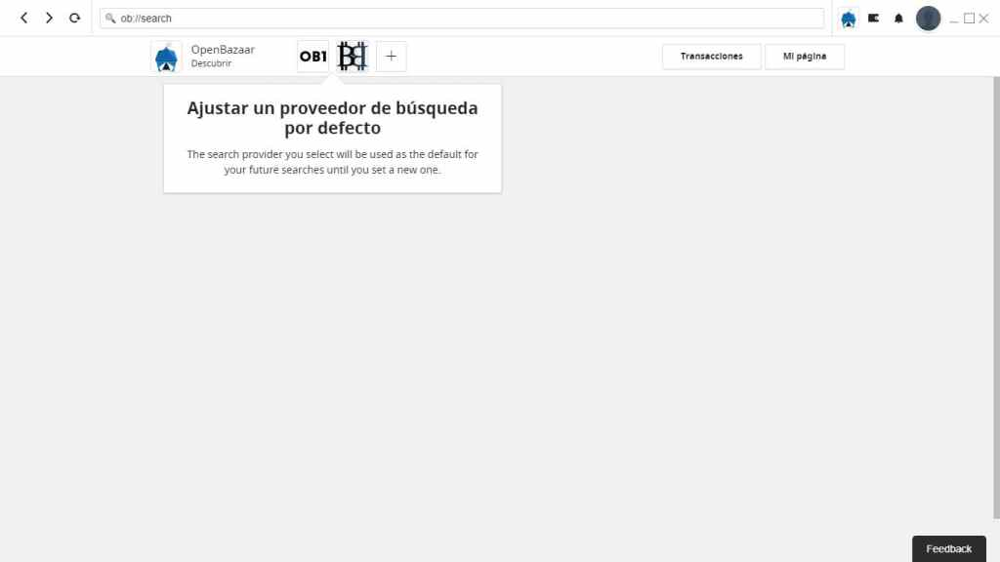 ob://search
OpenBazaar
Descubrir
OB1
Transacciones
Mi página
Ajustar un proveedor de búsqueda
por defecto
The search provider you select will be used as the default for
your future searches until you set a new one.
Feedback